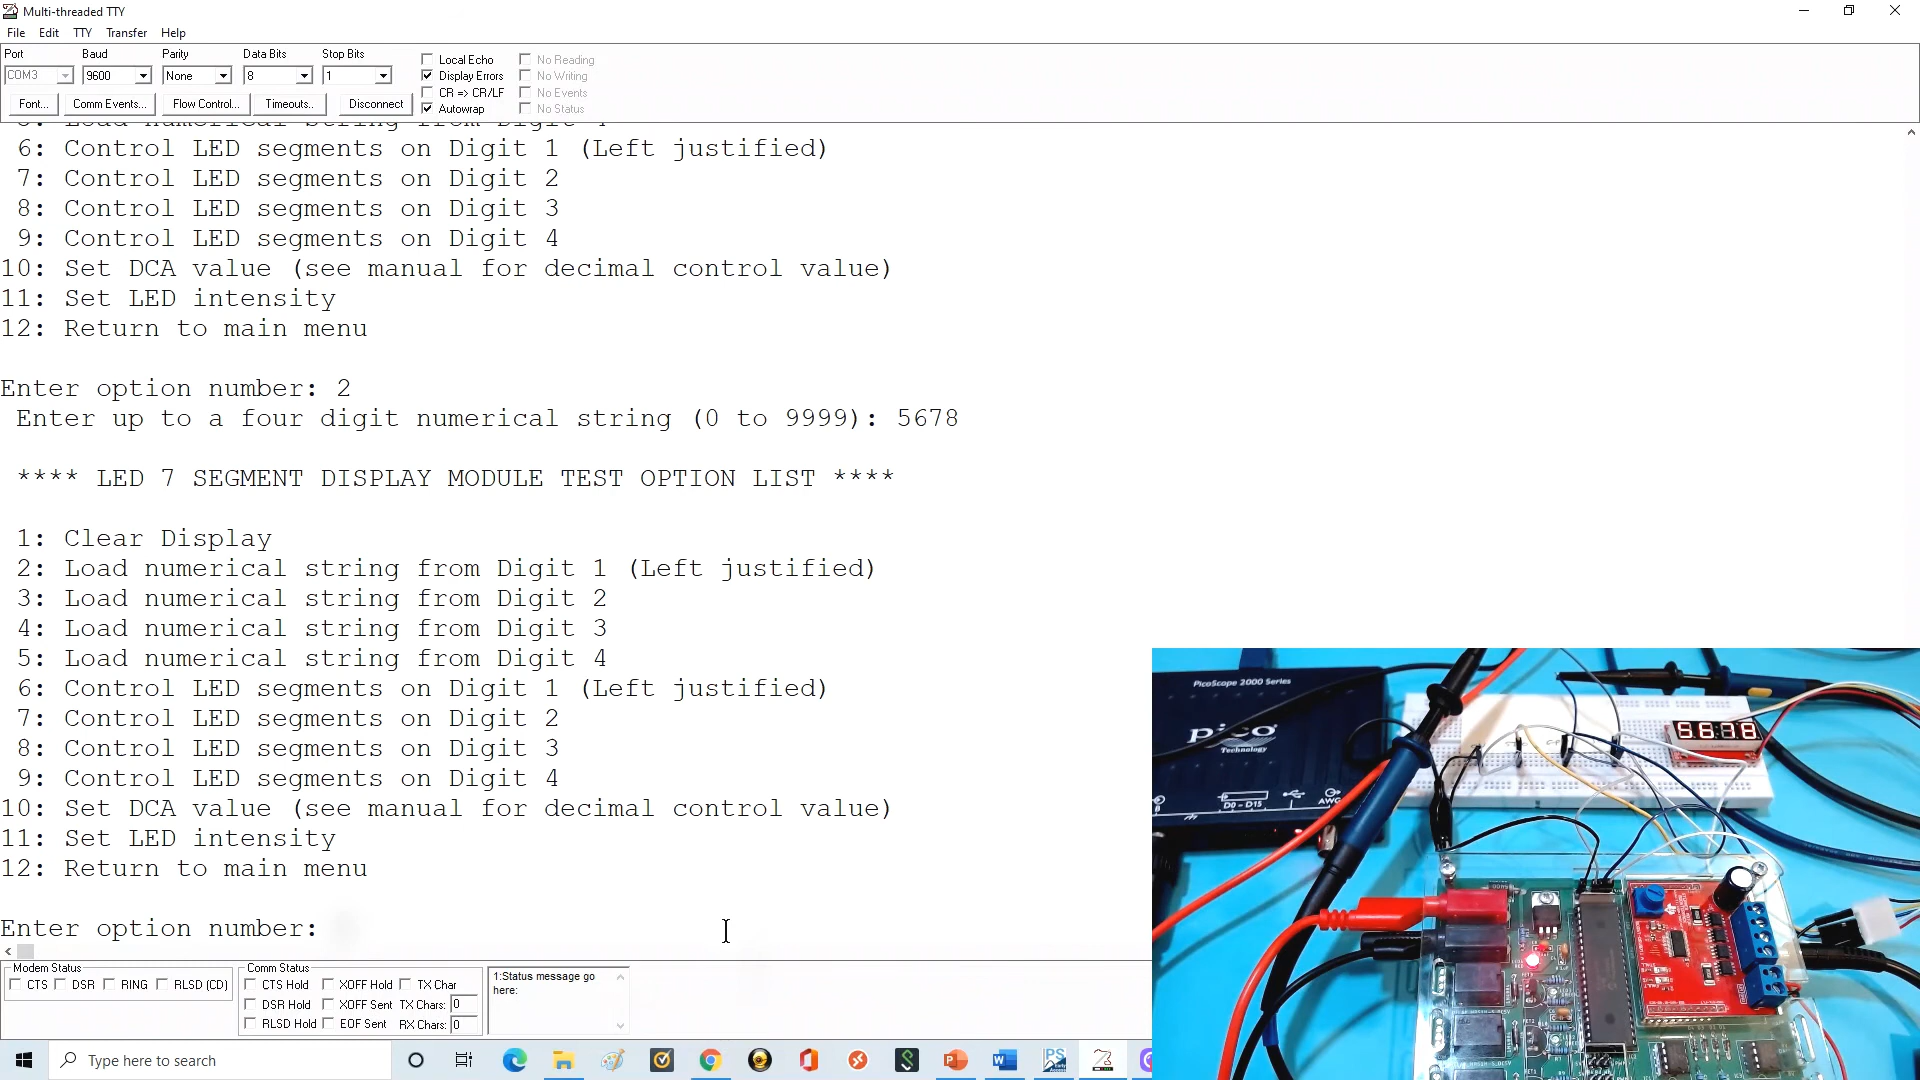 Multi-threaded TTY
File Edit TTY Transfer Help
Port Baud Parity Data Bits Stop Bits
COM3 9600 None 8 1
Local Echo
Display Errors
CR => CR/LF
Autowrap
No Reading
No Writing
No Events
No Status
Font... Comm Events... Flow Control... Timeouts.. Disconnect
5: Load numerical string from Digit 4
6: Control LED segments on Digit 1 (Left justified)
7: Control LED segments on Digit 2
8: Control LED segments on Digit 3
9: Control LED segments on Digit 4
10: Set DCA value (see manual for decimal control value)
11: Set LED intensity
12: Return to main menu
Enter option number: 2
Enter up to a four digit numerical string (0 to 9999): 5678
**** LED 7 SEGMENT DISPLAY MODULE TEST OPTION LIST ****
1: Clear Display
2: Load numerical string from Digit 1 (Left justified)
3: Load numerical string from Digit 2
4: Load numerical string from Digit 3
5: Load numerical string from Digit 4
6: Control LED segments on Digit 1 (Left justified)
7: Control LED segments on Digit 2
8: Control LED segments on Digit 3
9: Control LED segments on Digit 4
10: Set DCA value (see manual for decimal control value)
11: Set LED intensity
12: Return to main menu
Enter option number:
Modem Status
CTS DSR RING RLSD (CD)
Comm Status
CTS Hold XOFF Hold TX Char
DSR Hold XOFF Sent TX Chars: 0
RLSD Hold EOF Sent RX Chars: 0
1:Status message go
here:
Type here to search
PicoScope 2000 Series
pico
Technology
D0-D15
AWG
5678